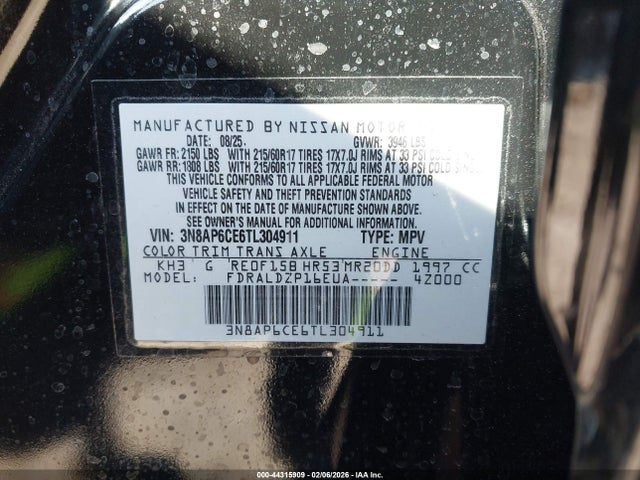 MANUFACTURED BY NISSAN MOTOR
DATE: 08/25 GVWR: 3946 LBS
GAWR FR: 2150 LBS WITH 215/60R17 TIRES 17X7.0J RIMS AT 33 PSI COLD
GAWR RR: 1808 LBS WITH 215/60R17 TIRES 17X7.0J RIMS AT 33 PSI COLD
THIS VEHICLE CONFORMS TO ALL APPLICABLE FEDERAL MOTOR
VEHICLE SAFETY AND THEFT PREVENTION STANDARDS
IN EFFECT ON THE DATE OF MANUFACTURE SHOWN ABOVE.
SEE OWNER'S MANUAL FOR ADDITIONAL INFORMATION.
VIN: 3N8AP6CE6TL304911 TYPE: MPV
COLOR TRIM TRANS AXLE ENGINE
KH3 G RE0F15B HR53 MR20DD 1997 CC
MODEL: FDRALDZP16EUA----- 4Z000
3N8AP6CE6TL304911
000-44315909 - 02/06/2026 - IAA Inc.